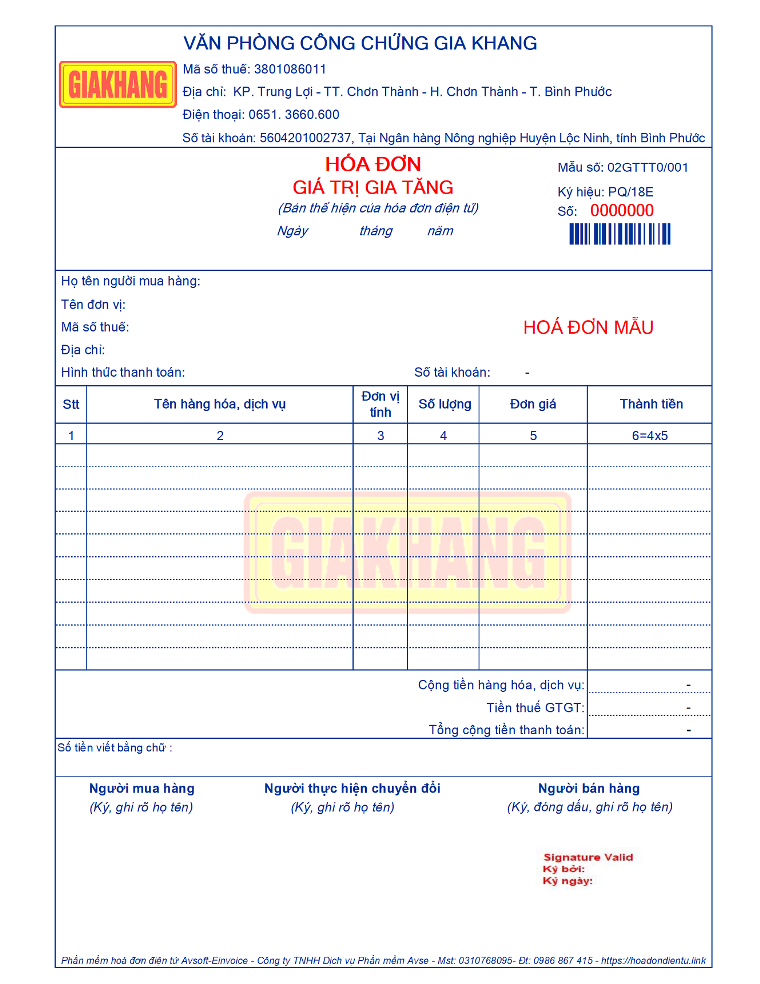 VĂN PHÒNG CÔNG CHỨNG GIA KHANG
GIAKHANG
Mã số thuế: 3801086011
Địa chỉ: KP. Trung Lợi - TT. Chơn Thành - H. Chơn Thành - T. Bình Phước
Điện thoại: 0651. 3660.600
Số tài khoản: 5604201002737, Tại Ngân hàng Nông nghiệp Huyện Lộc Ninh, tỉnh Bình Phước
HÓA ĐƠN
GIÁ TRỊ GIA TĂNG
(Bản thể hiện của hóa đơn điện tử)
Ngày tháng năm
Mẫu số: 02GTTT0/001
Ký hiệu: PQ/18E
Số: 0000000
Họ tên người mua hàng:
Tên đơn vị:
Mã số thuế:
HOÁ ĐƠN MẪU
Địa chỉ:
Hình thức thanh toán: Số tài khoản: -
Stt Tên hàng hóa, dịch vụ Đơn vị tính Số lượng Đơn giá Thành tiền
1 2 3 4 5 6=4x5
GIAKHANG
Cộng tiền hàng hóa, dịch vụ: -
Tiền thuế GTGT: -
Tổng cộng tiền thanh toán: -
Số tiền viết bằng chữ :
Người mua hàng Người thực hiện chuyển đổi Người bán hàng
(Ký, ghi rõ họ tên) (Ký, ghi rõ họ tên) (Ký, đóng dấu, ghi rõ họ tên)
Signature Valid
Ký bởi:
Ký ngày:
Phần mềm hoá đơn điện tử Avsoft-Einvoice - Công ty TNHH Dịch vụ Phần mềm Avse - Mst: 0310768095- Đt: 0986 867 415 - https://hoadondientu.link